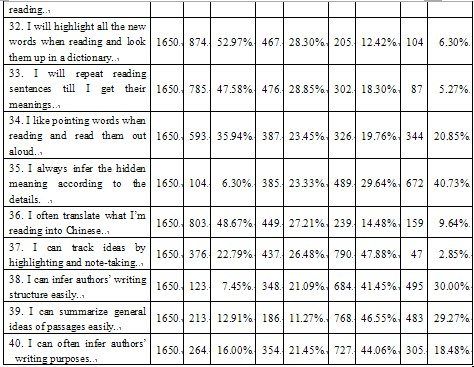 reading.
32. I will highlight all the new
words when reading and look
them up in a dictionary. 1650 874 52.97% 467 28.30% 205 12.42% 104 6.30%
33. I will repeat reading
sentences till I get their
meanings. 1650 785 47.58% 476 28.85% 302 18.30% 87 5.27%
34. I like pointing words when
reading and read them out
aloud. 1650 593 35.94% 387 23.45% 326 19.76% 344 20.85%
35. I always infer the hidden
meaning according to the
details. 1650 104 6.30% 385 23.33% 489 29.64% 672 40.73%
36. I often translate what I'm
reading into Chinese. 1650 803 48.67% 449 27.21% 239 14.48% 159 9.64%
37. I can track ideas by
highlighting and note-taking. 1650 376 22.79% 437 26.48% 790 47.88% 47 2.85%
38. I can infer authors' writing
structure easily. 1650 123 7.45% 348 21.09% 684 41.45% 495 30.00%
39. I can summarize general
ideas of passages easily. 1650 213 12.91% 186 11.27% 768 46.55% 483 29.27%
40. I can often infer authors'
writing purposes. 1650 264 16.00% 354 21.45% 727 44.06% 305 18.48%